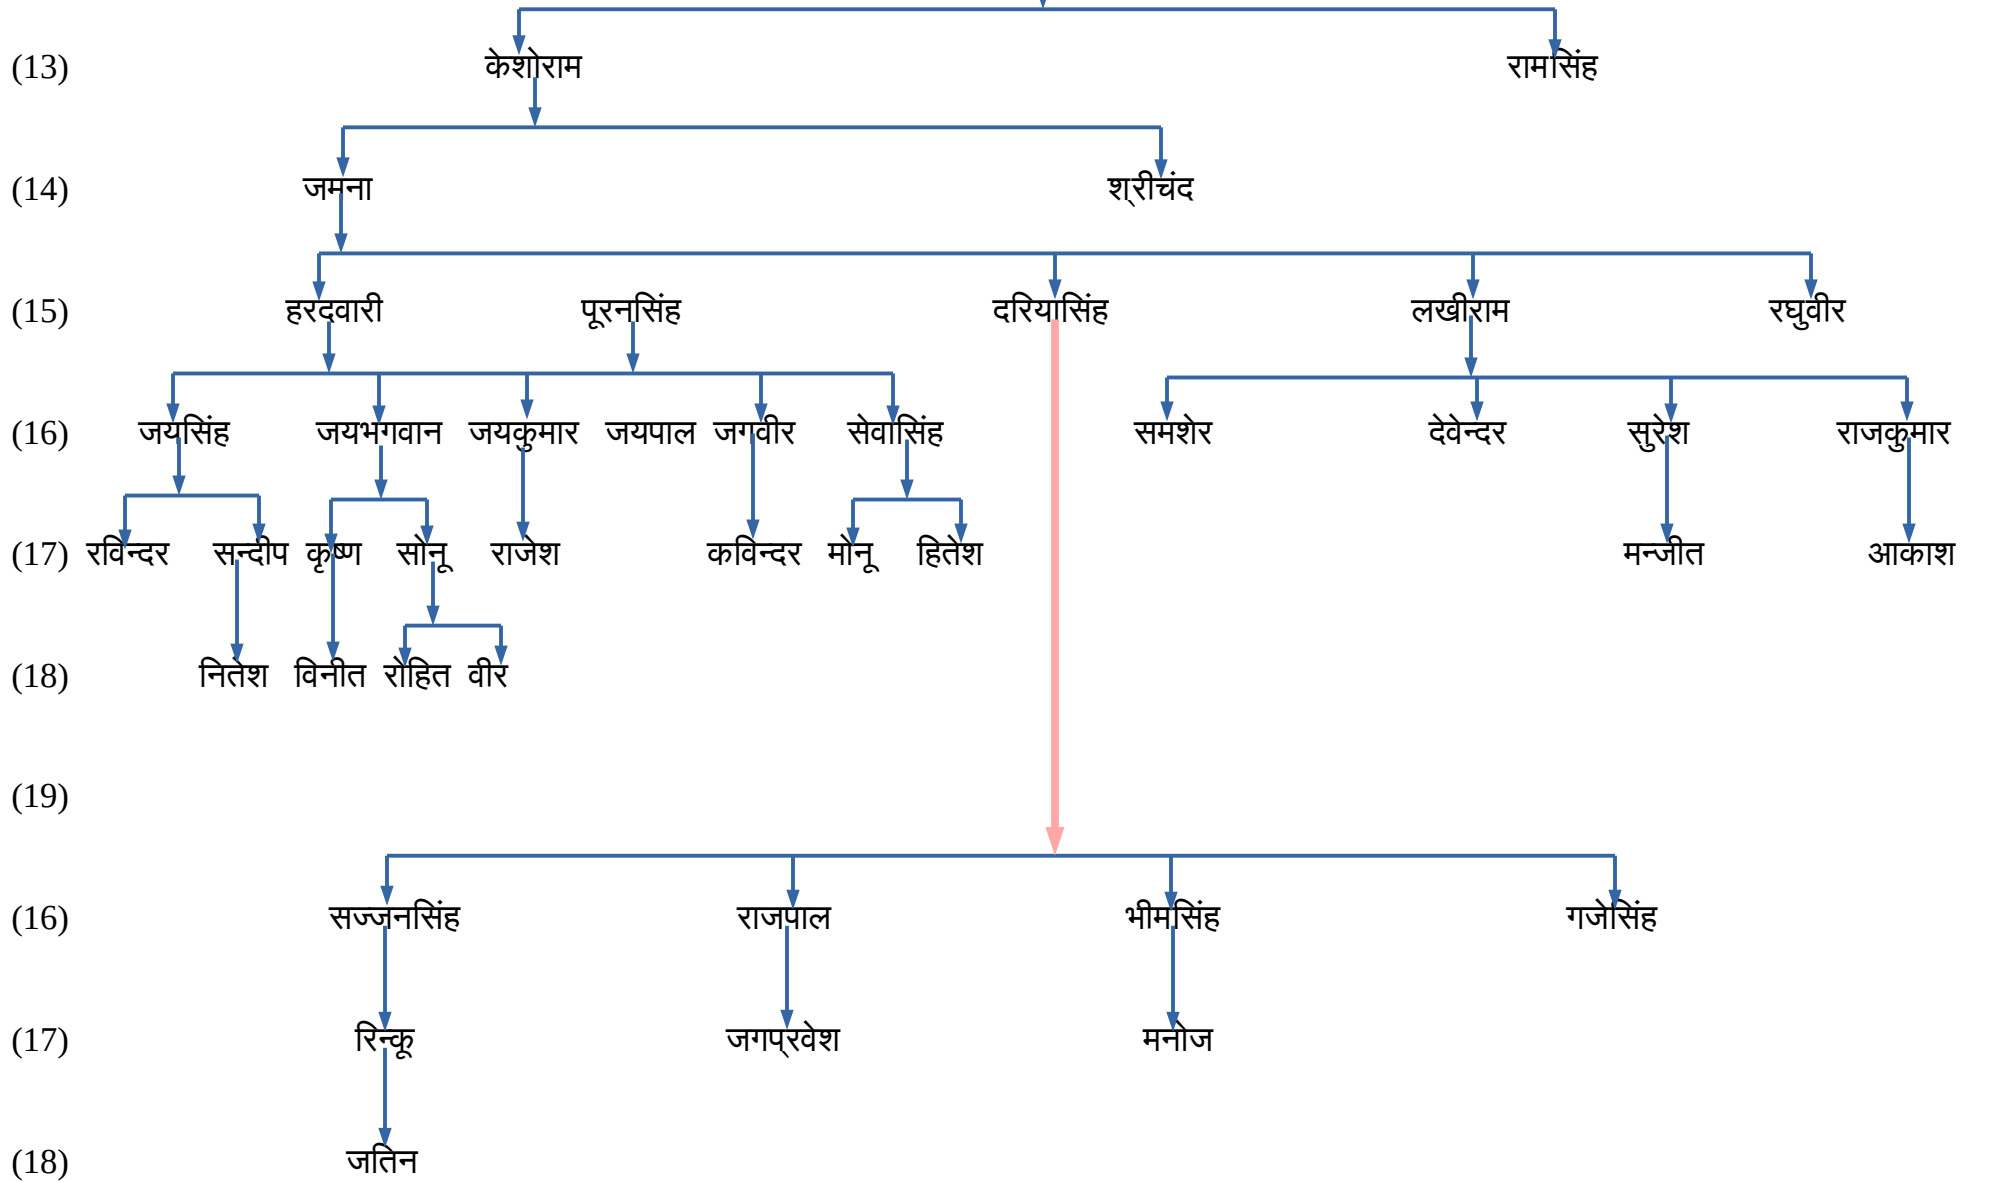 (13) केशोराम रामसिंह
(14) जमना श्रीचंद
(15) हरदवारी पूरनसिंह दरियासिंह लखीराम रघुवीर
(16) जयसिंह जयभगवान जयकुमार जयपाल जगवीर सेवासिंह समशेर देवेन्दर सुरेश राजकुमार
(17) रविन्दर सन्दीप कृष्ण सोनू राजेश कविन्दर मोनू हितेश मन्जीत आकाश
(18) नितेश विनीत रोहित वीर
(19)
(16) सज्जनसिंह राजपाल भीमसिंह गजेसिंह
(17) रिन्कू जगप्रवेश मनोज
(18) जतिन